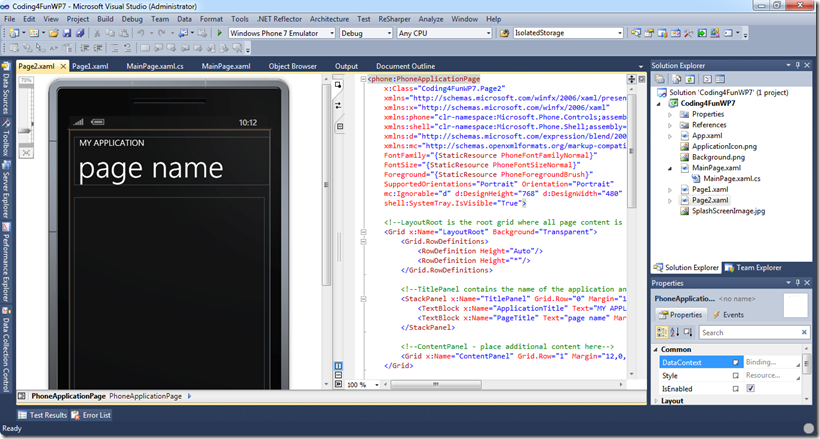 Coding4FunWP7 - Microsoft Visual Studio (Administrator)
File Edit View Project Build Debug Team Data Format Tools .NET Reflector Architecture Test ReSharper Analyze Window Help
Windows Phone 7 Emulator Debug Any CPU IsolatedStorage
Page2.xaml Page1.xaml MainPage.xaml.cs MainPage.xaml Object Browser Output Document Outline
Data Sources
Toolbox
Server Explorer
Performance Explorer
Data Collection Control
10:12
MY APPLICATION
page name
<phone:PhoneApplicationPage
x:Class="Coding4FunWP7.Page2"
xmlns="http://schemas.microsoft.com/winfx/2006/xaml/presen
xmlns:x="http://schemas.microsoft.com/winfx/2006/xaml"
xmlns:phone="clr-namespace:Microsoft.Phone.Controls;assemb
xmlns:shell="clr-namespace:Microsoft.Phone.Shell;assembly=
xmlns:d="http://schemas.microsoft.com/expression/blend/200
xmlns:mc="http://schemas.openxmlformats.org/markup-compati
FontFamily="{StaticResource PhoneFontFamilyNormal}"
FontSize="{StaticResource PhoneFontSizeNormal}"
Foreground="{StaticResource PhoneForegroundBrush}"
SupportedOrientations="Portrait" Orientation="Portrait"
mc:Ignorable="d" d:DesignHeight="768" d:DesignWidth="480"
shell:SystemTray.IsVisible="True">
<!--LayoutRoot is the root grid where all page content is
<Grid x:Name="LayoutRoot" Background="Transparent">
<Grid.RowDefinitions>
<RowDefinition Height="Auto"/>
<RowDefinition Height="*"/>
</Grid.RowDefinitions>
<!--TitlePanel contains the name of the application an
<StackPanel x:Name="TitlePanel" Grid.Row="0" Margin="1
<TextBlock x:Name="ApplicationTitle" Text="MY APPL
<TextBlock x:Name="PageTitle" Text="page name" Mar
</StackPanel>
<!--ContentPanel - place additional content here-->
<Grid x:Name="ContentPanel" Grid.Row="1" Margin="12,0,
</Grid>
100 %
PhoneApplicationPage PhoneApplicationPage
Solution Explorer
Solution 'Coding4FunWP7' (1 project)
Coding4FunWP7
Properties
References
App.xaml
ApplicationIcon.png
Background.png
MainPage.xaml
MainPage.xaml.cs
Page1.xaml
Page2.xaml
SplashScreenImage.jpg
Solution Explorer Team Explorer
Properties
PhoneApplicatio... <no name>
Properties Events
Search
Common
DataContext Binding...
Style Resource...
IsEnabled
Layout
Test Results Error List
Ready